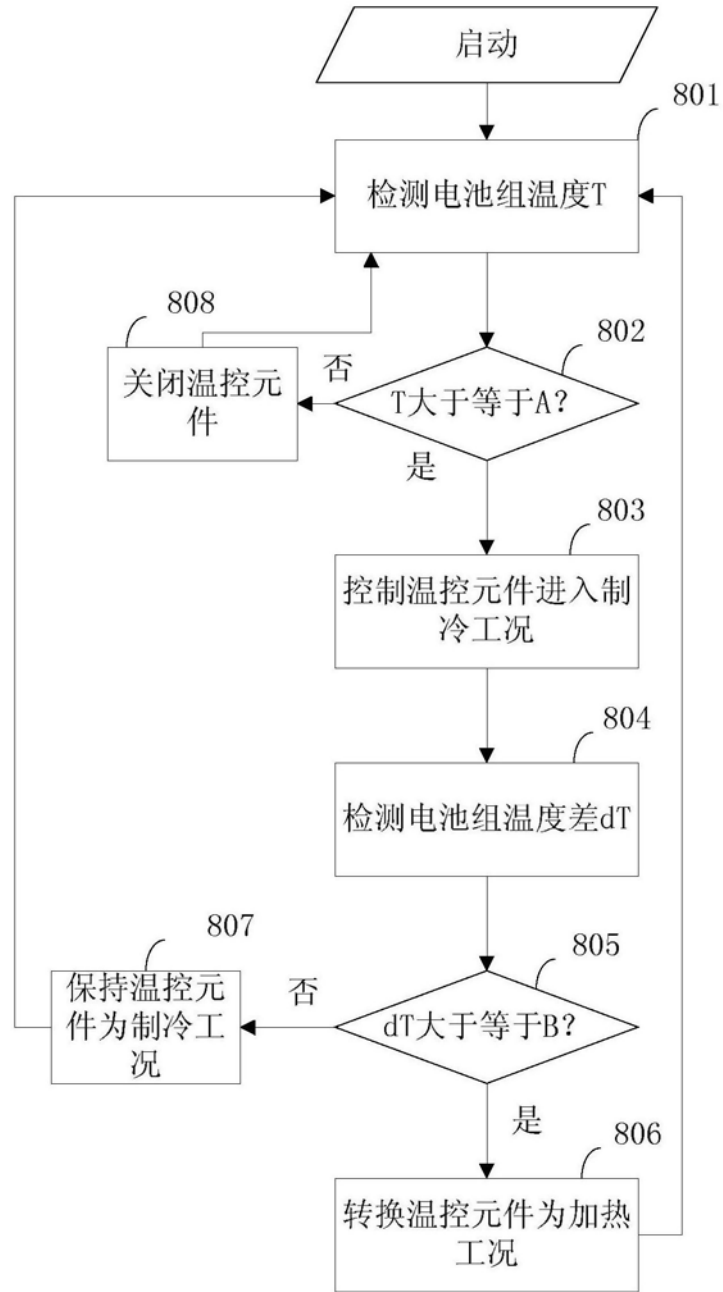 启动
801
检测电池组温度T
808
802
关闭温控元
件
否
T大于等于A？
是
803
控制温控元件进入制
冷工况
804
检测电池组温度差dT
807
805
保持温控元
件为制冷工
况
否
dT大于等于B？
是
806
转换温控元件为加热
工况